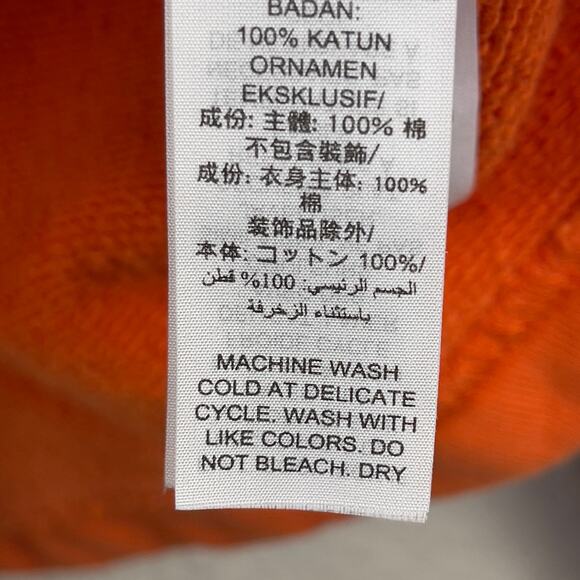 BADAN:
100% KATUN
ORNAMEN
EKSKLUSIF/
成份: 主體: 100% 棉
不包含裝飾/
成份: 衣身主体: 100%
棉
装饰品除外/
本体: コットン 100%/
الجسم الرئيسي: 100% قطن
باستثناء الزخرفة
MACHINE WASH
COLD AT DELICATE
CYCLE. WASH WITH
LIKE COLORS. DO
NOT BLEACH. DRY